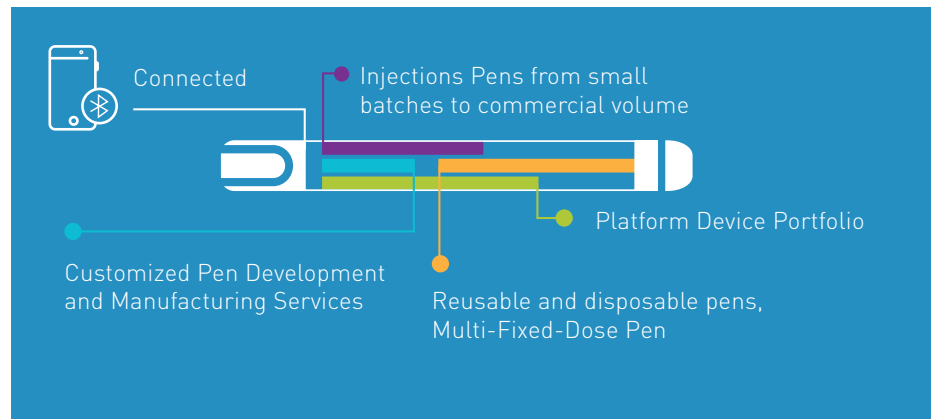 Connected
Injections Pens from small
batches to commercial volume
Platform Device Portfolio
Customized Pen Development
and Manufacturing Services
Reusable and disposable pens,
Multi-Fixed-Dose Pen